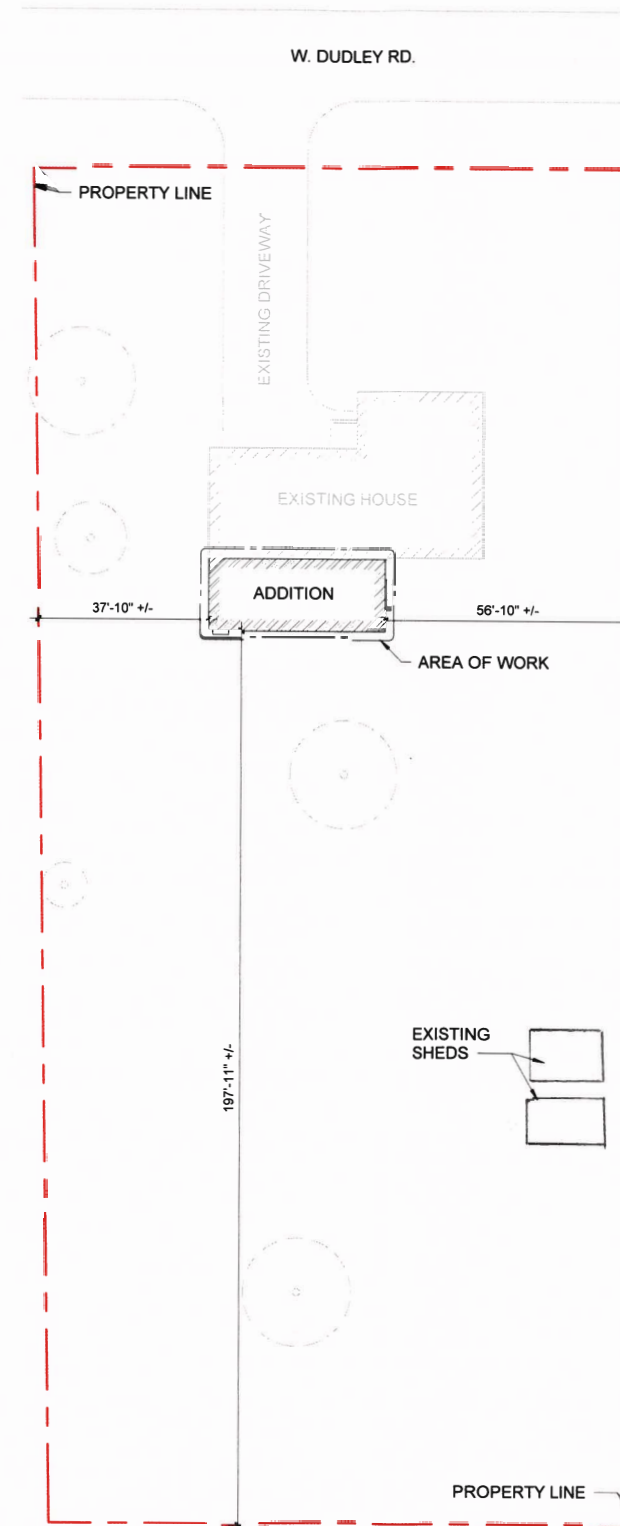 W. DUDLEY RD.
PROPERTY LINE
EXISTING DRIVEWAY
EXISTING HOUSE
ADDITION
37'-10" +/-
56'-10" +/-
AREA OF WORK
EXISTING
SHEDS
197'-11" +/-
PROPERTY LINE